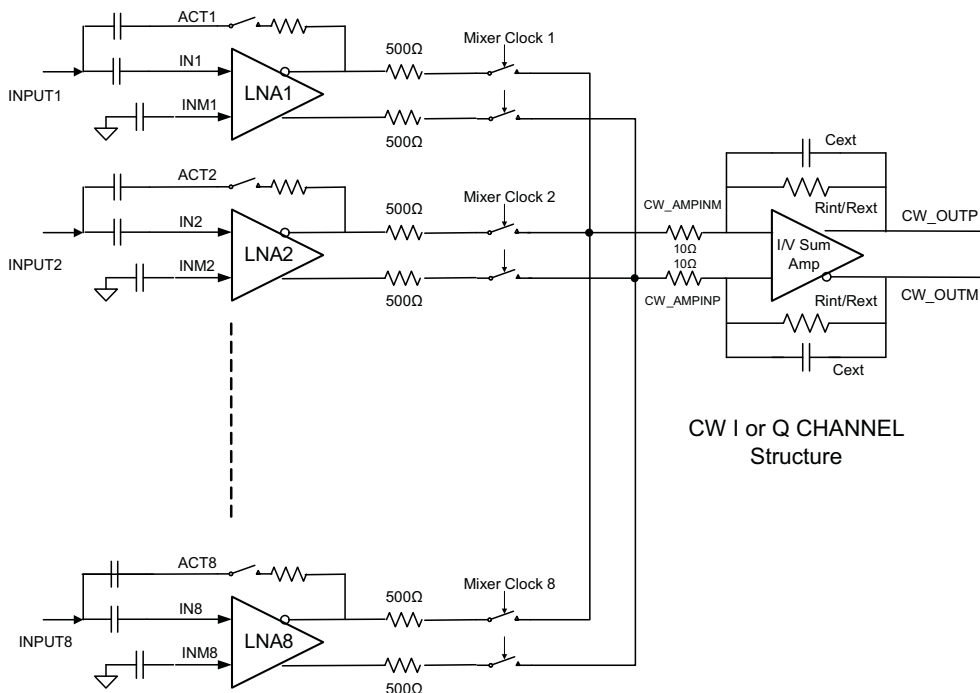 ACT1
500Ω
Mixer Clock 1
IN1
INPUT1
LNA1
INM1
500Ω
Cext
ACT2
500Ω
Mixer Clock 2
CW_AMPINM
Rint/Rext
CW_OUTP
IN2
INPUT2
LNA2
10Ω
10Ω
I/V Sum
Amp
INM2
500Ω
CW_AMPINP
Rint/Rext
CW_OUTM
Cext
CW I or Q CHANNEL
Structure
ACT8
500Ω
Mixer Clock 8
IN8
INPUT8
LNA8
INM8
500Ω